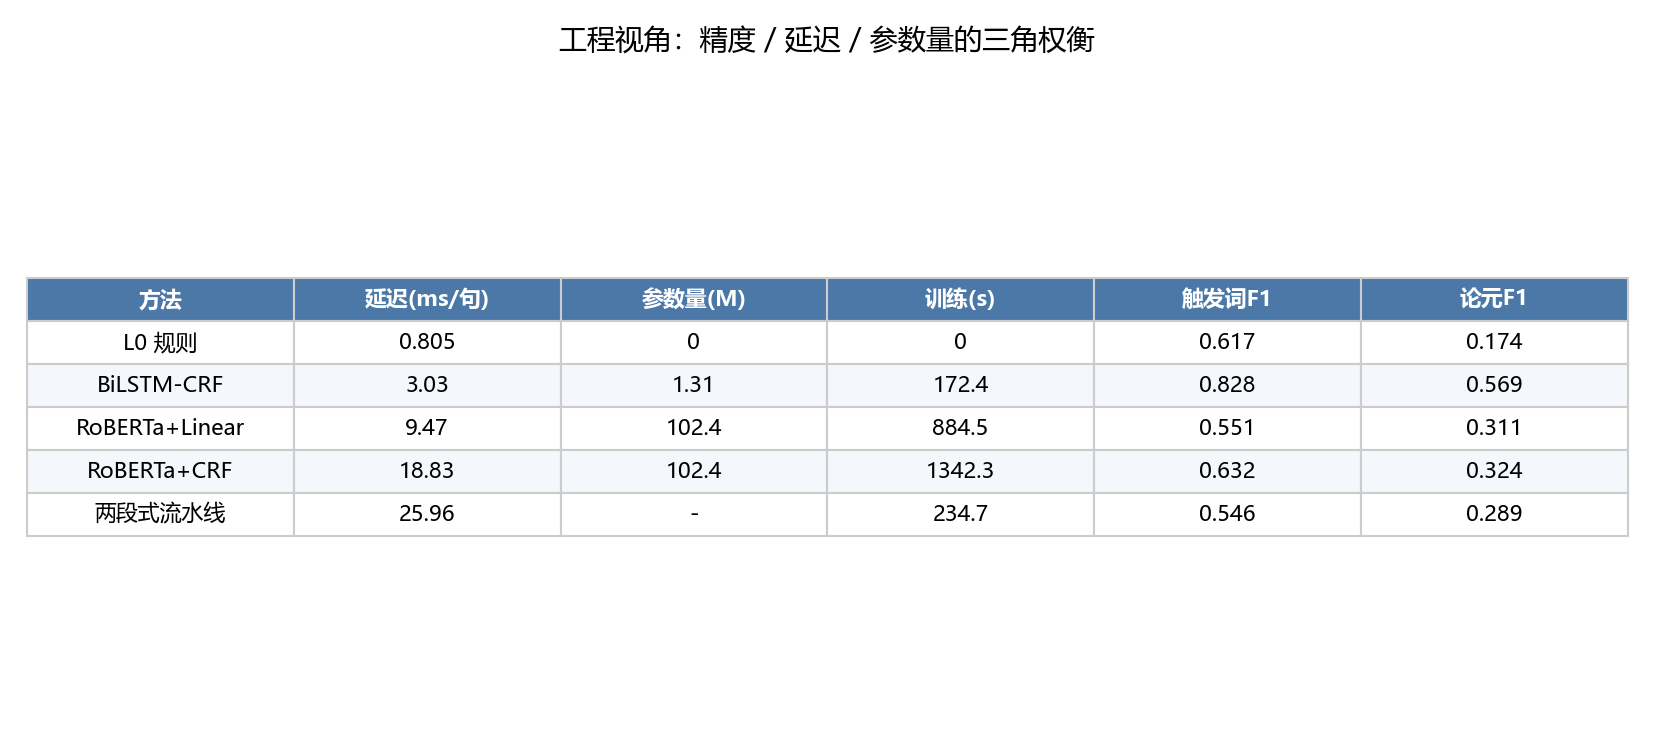 工程视角：精度 / 延迟 / 参数量的三角权衡
方法 延迟(ms/句) 参数量(M) 训练(s) 触发词F1 论元F1
L0 规则 0.805 0 0 0.617 0.174
BiLSTM-CRF 3.03 1.31 172.4 0.828 0.569
RoBERTa+Linear 9.47 102.4 884.5 0.551 0.311
RoBERTa+CRF 18.83 102.4 1342.3 0.632 0.324
两段式流水线 25.96 - 234.7 0.546 0.289